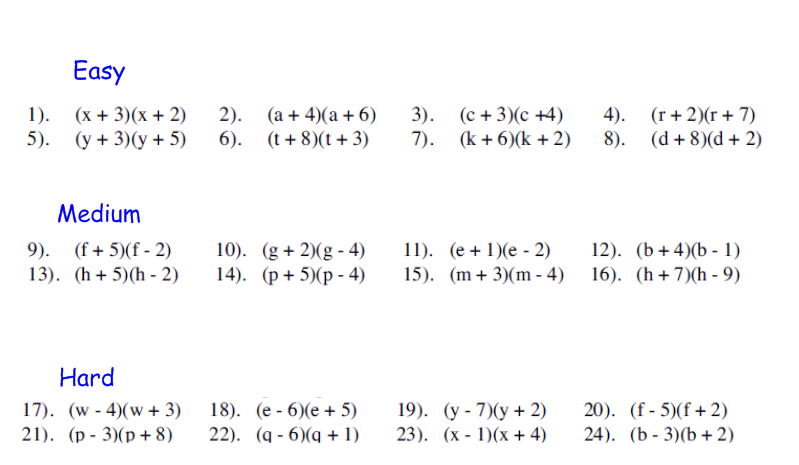 Easy
1). (x + 3)(x + 2) 2). (a + 4)(a + 6) 3). (c + 3)(c +4) 4). (r + 2)(r + 7)
5). (y + 3)(y + 5) 6). (t + 8)(t + 3) 7). (k + 6)(k + 2) 8). (d + 8)(d + 2)
Medium
9). (f + 5)(f - 2) 10). (g + 2)(g - 4) 11). (e + 1)(e - 2) 12). (b + 4)(b - 1)
13). (h + 5)(h - 2) 14). (p + 5)(p - 4) 15). (m + 3)(m - 4) 16). (h + 7)(h - 9)
Hard
17). (w - 4)(w + 3) 18). (e - 6)(e + 5) 19). (y - 7)(y + 2) 20). (f - 5)(f + 2)
21). (p - 3)(p + 8) 22). (q - 6)(q + 1) 23). (x - 1)(x + 4) 24). (b - 3)(b + 2)